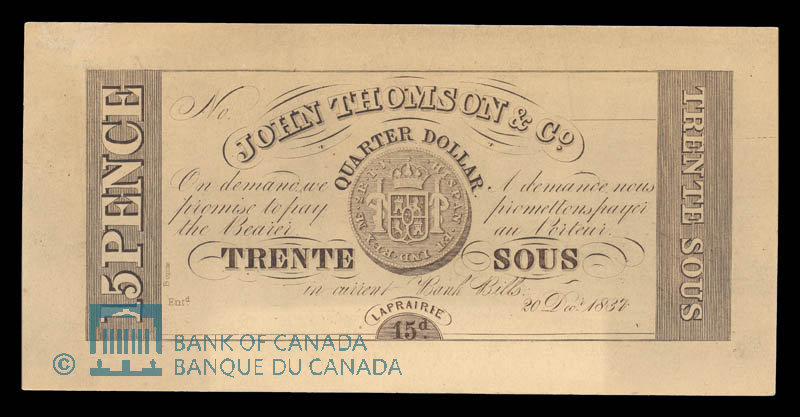 15 PENCE
No.
JOHN THOMSON & Co.
QUARTER DOLLAR.
On demand, we
promise to pay
the Bearer
A demande, nous
promettons payer
au Porteur.
TRENTE SOUS
in current Bank Bills
20 Decr. 1837
LAPRAIRIE
15d.
Entd.
TRENTE SOUS
© BANK OF CANADA
BANQUE DU CANADA